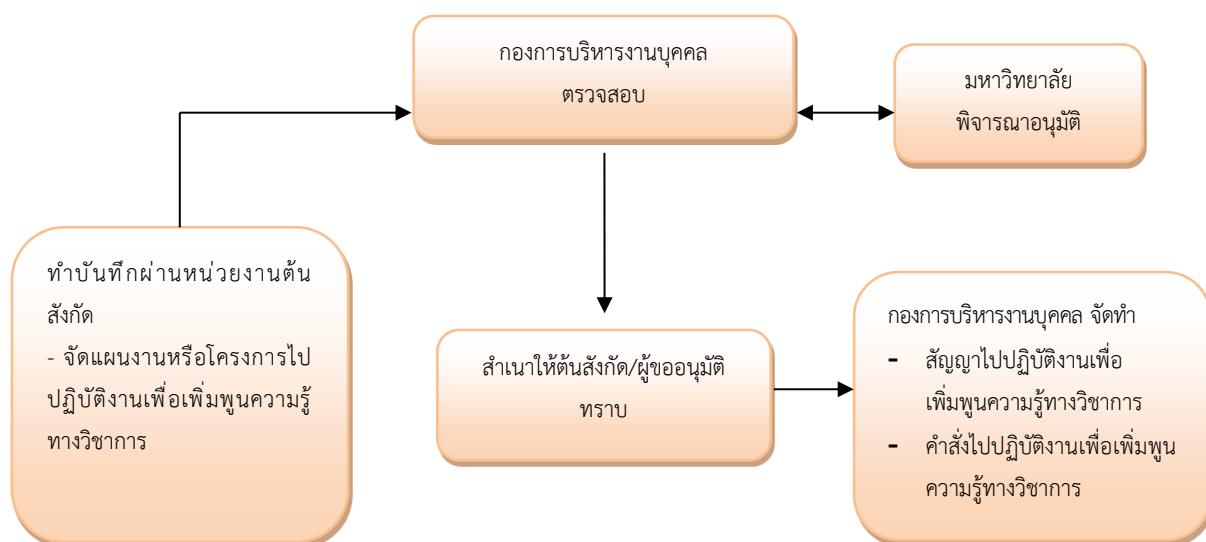 กองการบริหารงานบุคคล
ตรวจสอบ
มหาวิทยาลัย
พิจารณาอนุมัติ
ทำบันทึกผ่านหน่วยงานต้น
สังกัด
- จัดแผนงานหรือโครงการไป
ปฏิบัติงานเพื่อเพิ่มพูนความรู้
ทางวิชาการ
สำเนาให้ต้นสังกัด/ผู้ขออนุมัติ
ทราบ
กองการบริหารงานบุคคล จัดทำ
- สัญญาไปปฏิบัติงานเพื่อ
เพิ่มพูนความรู้ทางวิชาการ
- คำสั่งไปปฏิบัติงานเพื่อเพิ่มพูน
ความรู้ทางวิชาการ